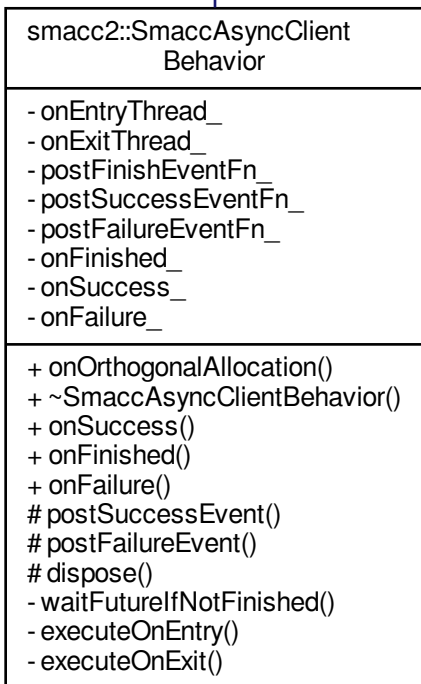 smacc2::SmaccAsyncClient
Behavior
- onEntryThread_
- onExitThread_
- postFinishEventFn_
- postSuccessEventFn_
- postFailureEventFn_
- onFinished_
- onSuccess_
- onFailure_
+ onOrthogonalAllocation()
+ ~SmaccAsyncClientBehavior()
+ onSuccess()
+ onFinished()
+ onFailure()
# postSuccessEvent()
# postFailureEvent()
# dispose()
- waitFutureIfNotFinished()
- executeOnEntry()
- executeOnExit()